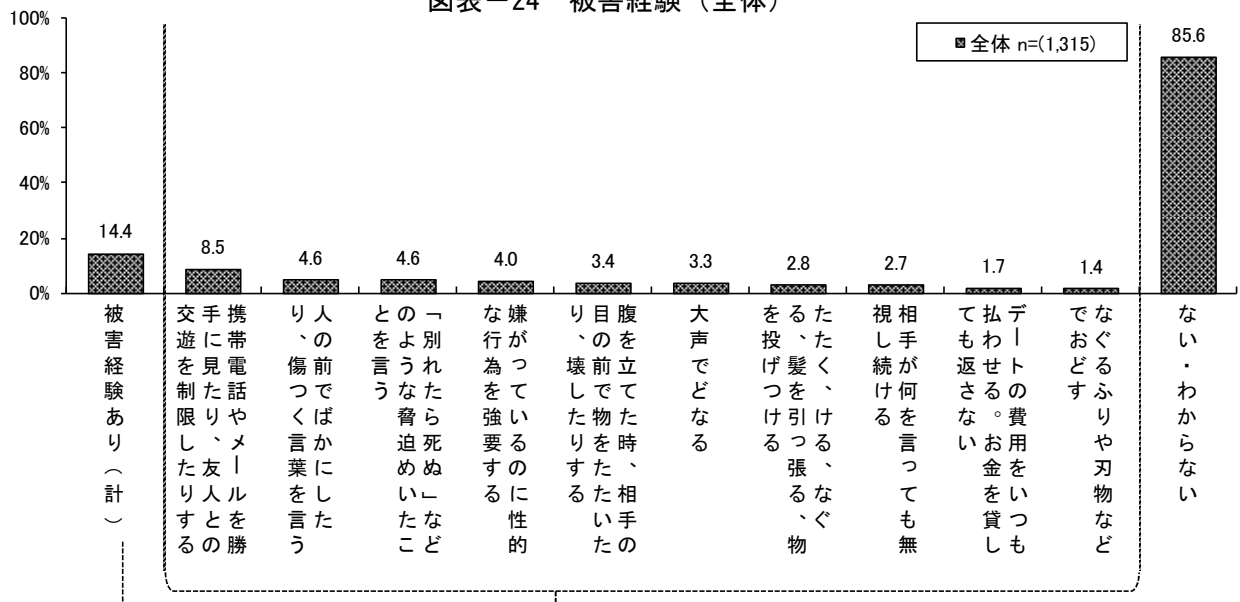 図表－24　被害経験（全体）
100%
80%
60%
40%
20%
0%
全体 n=(1,315)
14.4
8.5
4.6
4.6
4.0
3.4
3.3
2.8
2.7
1.7
1.4
85.6
被害経験あり（計）
携帯電話やメールを勝
手に見たり、友人との
交遊を制限したりする
人の前でばかにした
り、傷つく言葉を言う
「別れたら死ぬ」など
のような脅迫めいたこ
とを言う
嫌がっているのに性的
な行為を強要する
腹を立てた時、相手の
目の前で物をたたいた
り、壊したりする
大声でどなる
たたく、ける、なぐ
る、髪を引っ張る、物
を投げつける
相手が何を言っても無
視し続ける
デートの費用をいつも
払わせる。お金を貸し
ても返さない
なぐるふりや刃物など
でおどす
ない・わからない